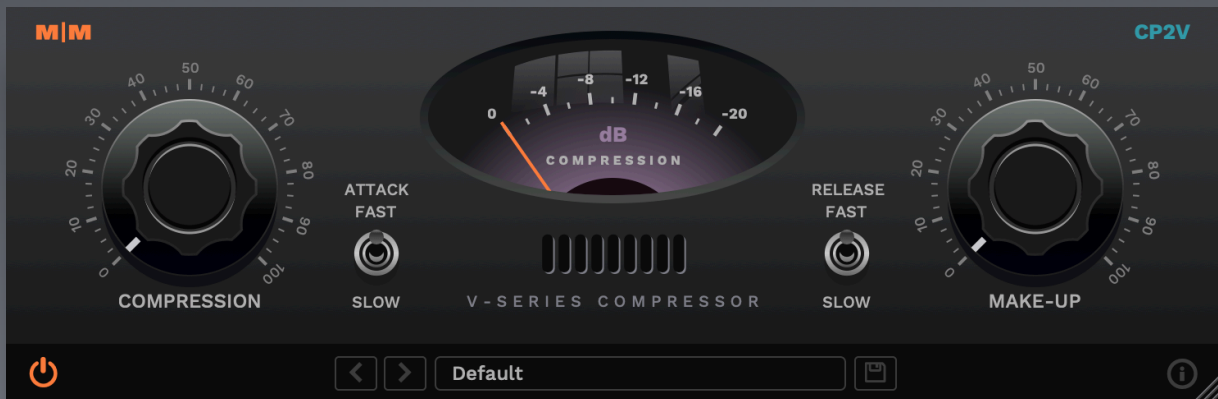 M|M
CP2V
0
10
20
30
40
50
60
70
80
90
100
COMPRESSION
ATTACK
FAST
SLOW
0
-4
-8
-12
-16
-20
dB
COMPRESSION
V-SERIES COMPRESSOR
RELEASE
FAST
SLOW
0
10
20
30
40
50
60
70
80
90
100
MAKE-UP
Default